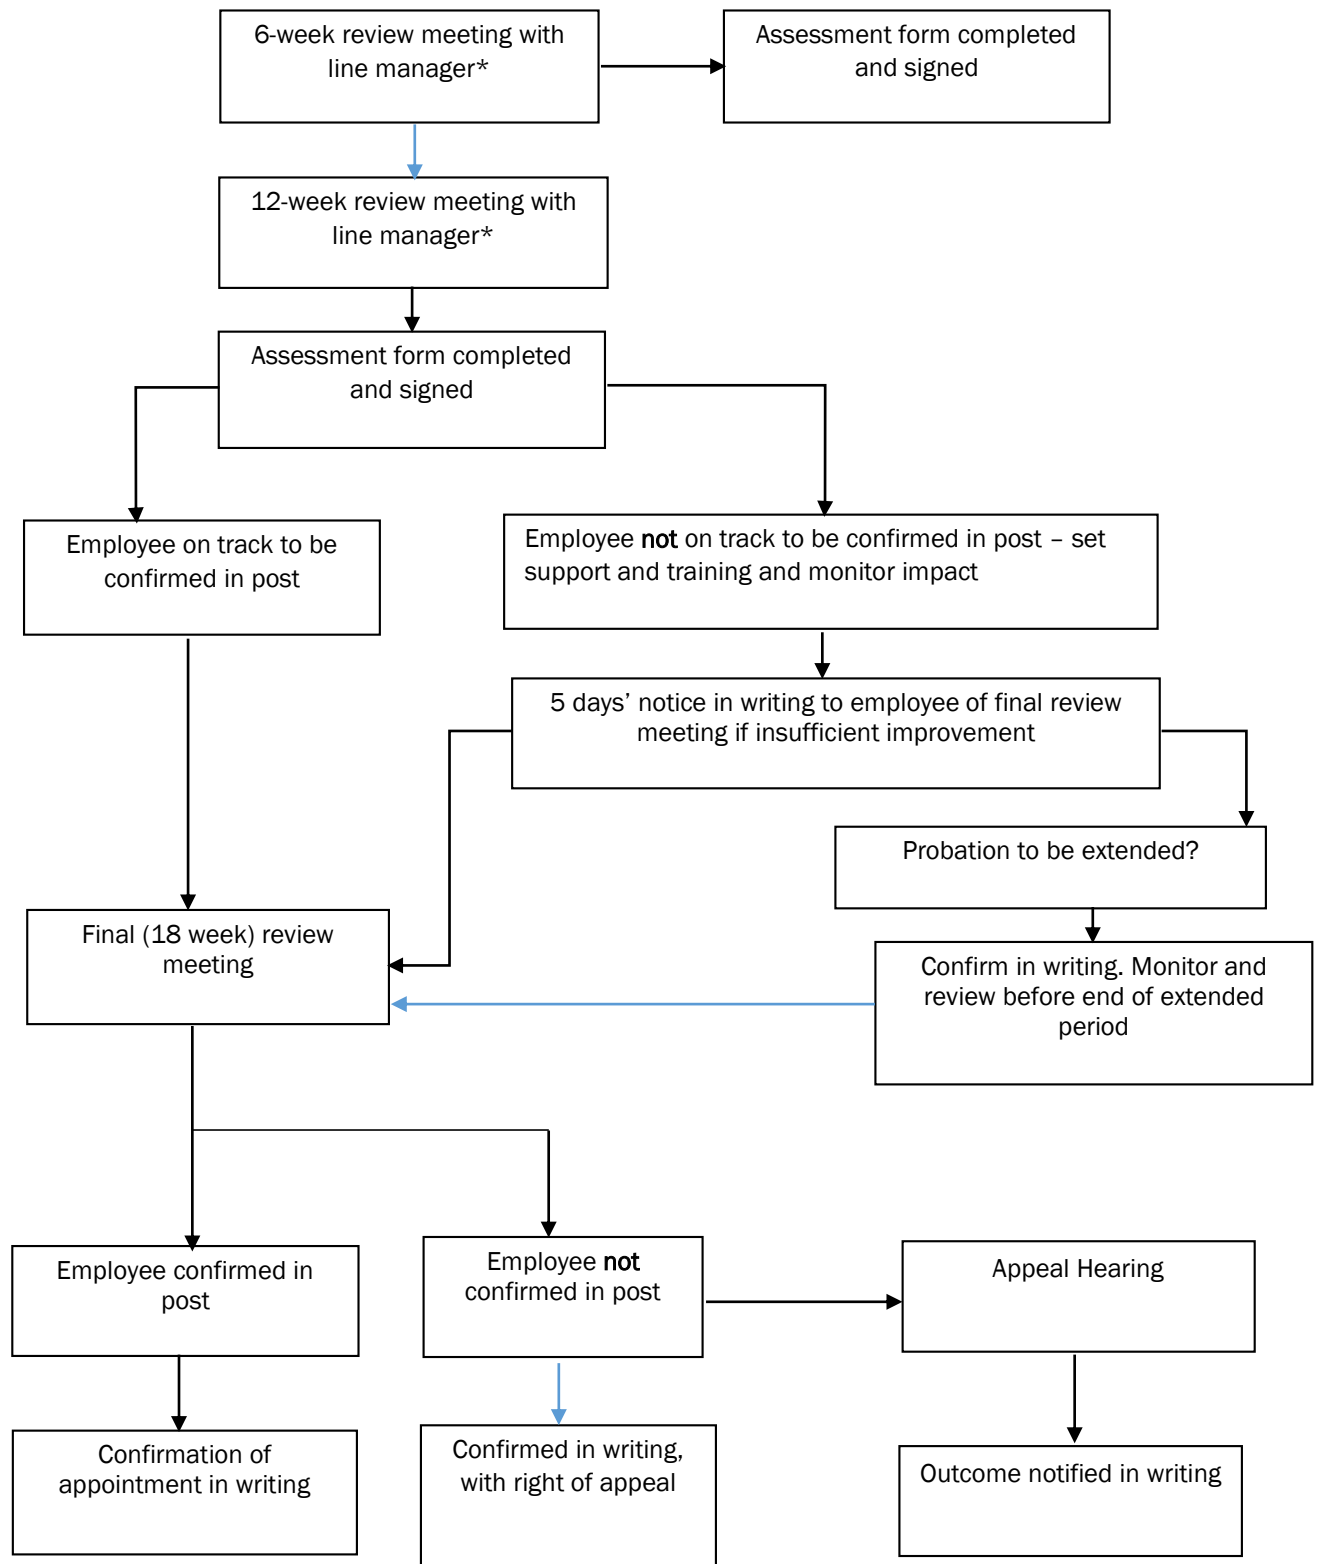 6-week review meeting with
line manager*
Assessment form completed
and signed
12-week review meeting with
line manager*
Assessment form completed
and signed
Employee on track to be
confirmed in post
Employee not on track to be confirmed in post – set
support and training and monitor impact
5 days’ notice in writing to employee of final review
meeting if insufficient improvement
Probation to be extended?
Final (18 week) review
meeting
Confirm in writing. Monitor and
review before end of extended
period
Employee confirmed in
post
Employee not
confirmed in post
Appeal Hearing
Confirmation of
appointment in writing
Confirmed in writing,
with right of appeal
Outcome notified in writing